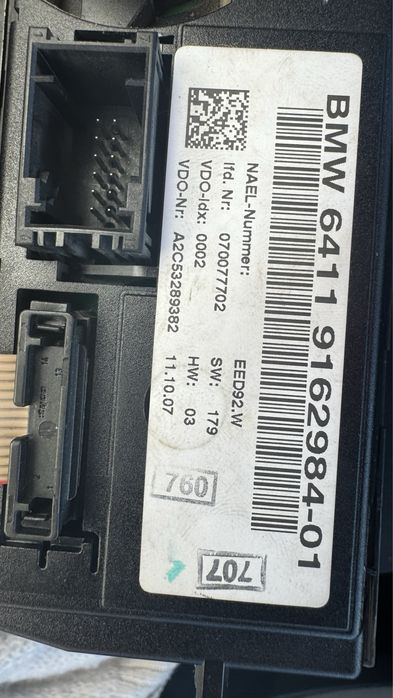 BMW 6411 9162984-01
NAEL-Nummer: EED92.W
lfd. Nr: 070077702 SW: 179
VDO-Idx: 0002 HW: 03
VDO-Nr: A2C53289382 11.10.07
760
707